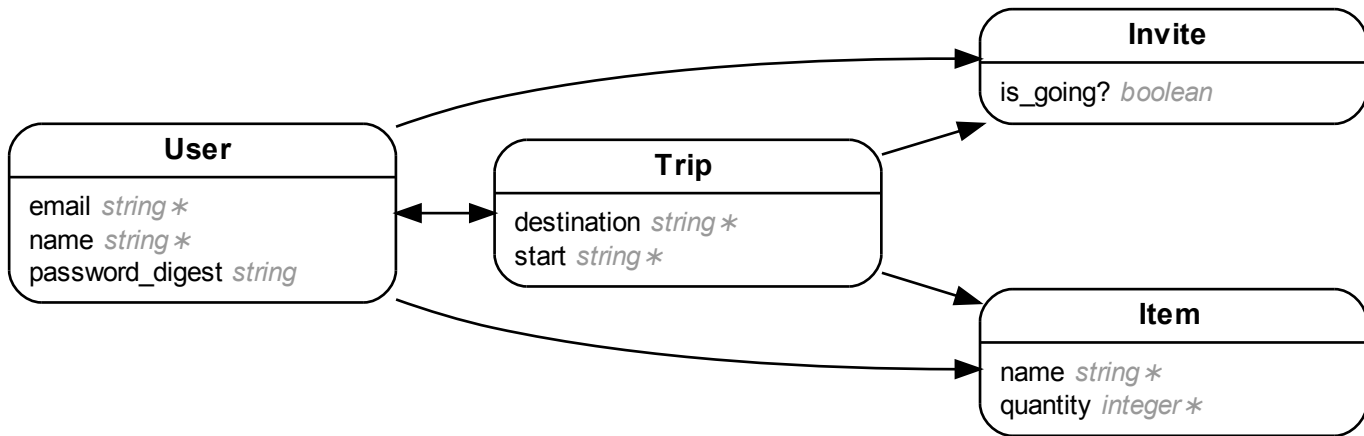 User
email string ∗
name string ∗
password_digest string
Trip
destination string ∗
start string ∗
Invite
is_going? boolean
Item
name string ∗
quantity integer ∗